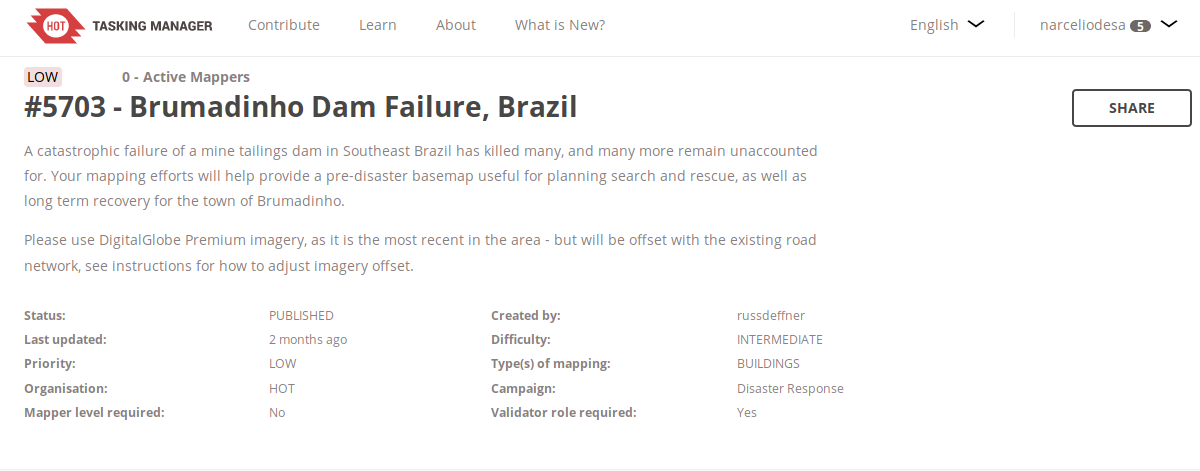 HOT TASKING MANAGER Contribute Learn About What is New? English narceliodesa 5
LOW 0 - Active Mappers
#5703 - Brumadinho Dam Failure, Brazil
SHARE
A catastrophic failure of a mine tailings dam in Southeast Brazil has killed many, and many more remain unaccounted
for. Your mapping efforts will help provide a pre-disaster basemap useful for planning search and rescue, as well as
long term recovery for the town of Brumadinho.
Please use DigitalGlobe Premium imagery, as it is the most recent in the area - but will be offset with the existing road
network, see instructions for how to adjust imagery offset.
Status: PUBLISHED Created by: russdeffner
Last updated: 2 months ago Difficulty: INTERMEDIATE
Priority: LOW Type(s) of mapping: BUILDINGS
Organisation: HOT Campaign: Disaster Response
Mapper level required: No Validator role required: Yes